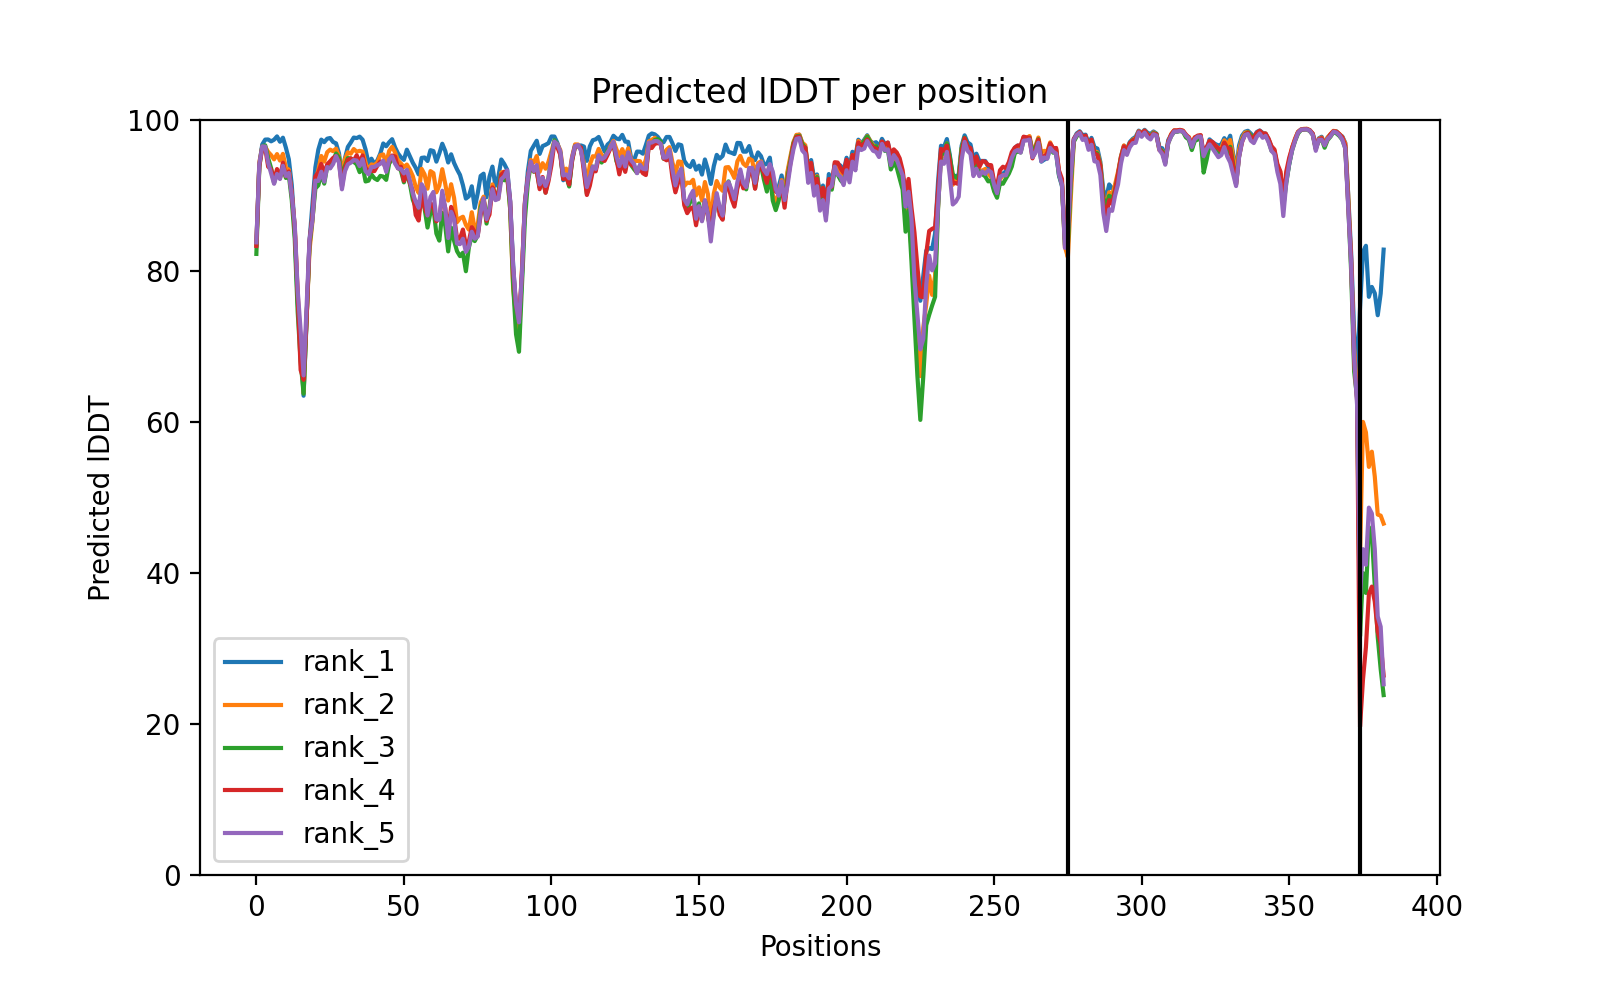 Predicted lDDT per position
100
80
60
40
20
0
Predicted lDDT
rank_1
rank_2
rank_3
rank_4
rank_5
0 50 100 150 200 250 300 350 400
Positions